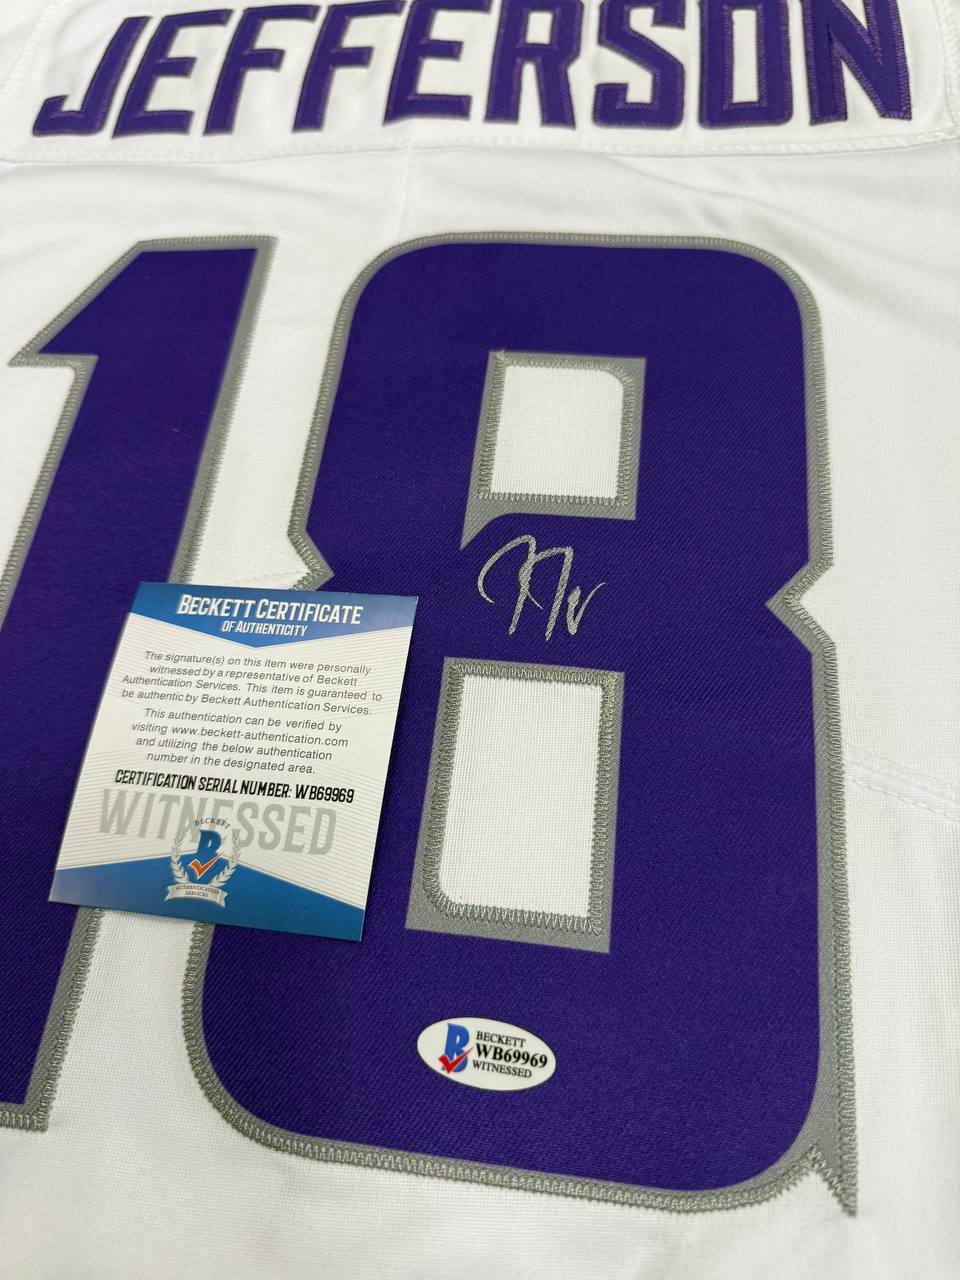 JEFFERSON
18
BECKETT CERTIFICATE
OF AUTHENTICITY
The signature(s) on this item were personally
witnessed by a representative of Beckett
Authentication Services. This item is guaranteed to
be authentic by Beckett Authentication Services.
This authentication can be verified by
visiting www.beckett-authentication.com
and utilizing the below authentication
number in the designated area.
CERTIFICATION SERIAL NUMBER: WB69969
WITNESSED
BECKETT
B
AUTHENTICATION
SERVICES
B
BECKETT
WB69969
WITNESSED